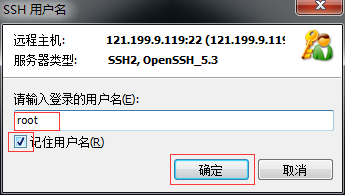 SSH 用户名
远程主机: 121.199.9.119:22 (121.199.9.119
服务器类型: SSH2, OpenSSH_5.3
请输入登录的用户名(E):
root
记住用户名(R)
确定 取消